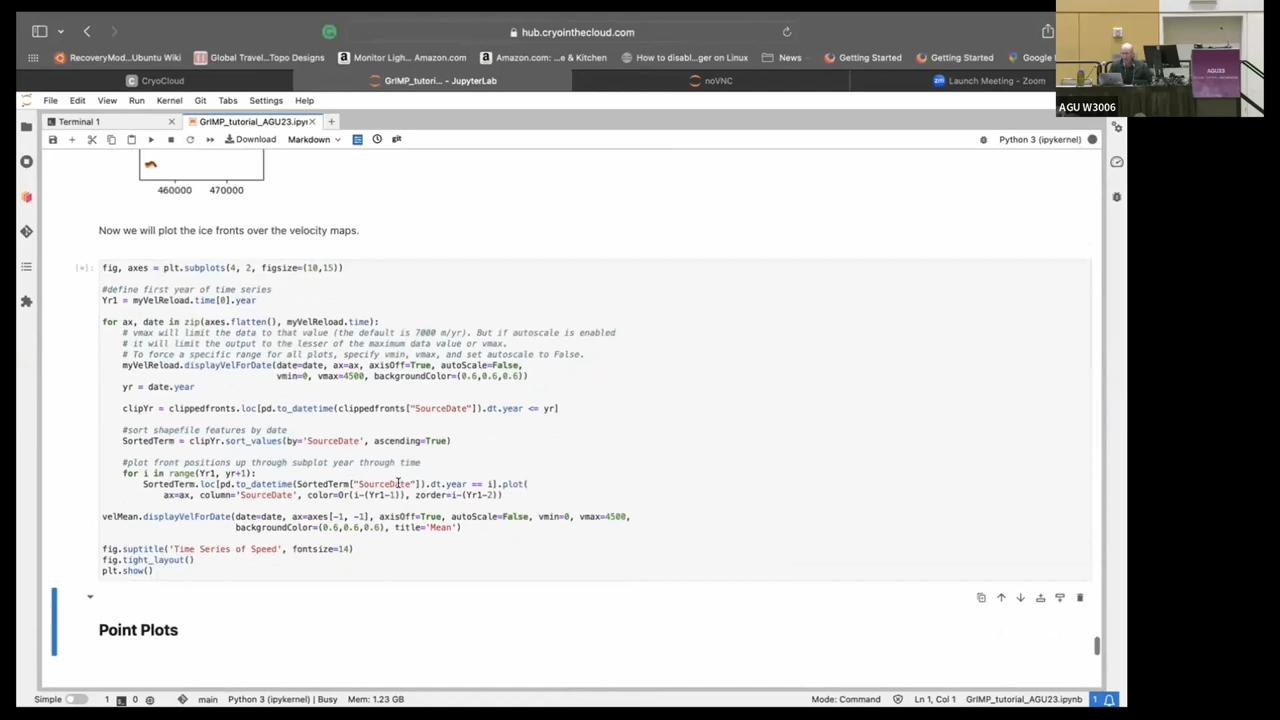 hub.cryointhecloud.com
RecoveryMod...Ubuntu Wiki
Global Travel...Topo Designs
Monitor Ligh... Amazon.com
Amazon.com: ...e & Kitchen
How to disabl...ger on Linux
News
Getting Started
Getting Started
Google
CryoCloud
GrIMP_tutori... - JupyterLab
noVNC
Launch Meeting - Zoom
AGU23
AGU W3006
File Edit View Run Kernel Git Tabs Settings Help
Terminal 1
GrIMP_tutorial_AGU23.ipyn
Download
Markdown
git
Python 3 (ipykernel)
460000 470000
Now we will plot the ice fronts over the velocity maps.
[*]:
fig, axes = plt.subplots(4, 2, figsize=(10,15))
#define first year of time series
Yr1 = myVelReload.time[0].year
for ax, date in zip(axes.flatten(), myVelReload.time):
# vmax will limit the data to that value (the default is 7000 m/yr). But if autoscale is enabled
# it will limit the output to the lesser of the maximum data value or vmax.
# To force a specific range for all plots, specify vmin, vmax, and set autoScale to False.
myVelReload.displayVelForDate(date=date, ax=ax, axisOff=True, autoScale=False,
vmin=0, vmax=4500, backgroundColor=(0.6,0.6,0.6))
yr = date.year
clipYr = clippedfronts.loc[pd.to_datetime(clippedfronts["SourceDate"]).dt.year <= yr]
#sort shapefile features by date
SortedTerm = clipYr.sort_values(by='SourceDate', ascending=True)
#plot front positions up through subplot year through time
for i in range(Yr1, yr+1):
SortedTerm.loc[pd.to_datetime(SortedTerm["SourceDate"]).dt.year == i].plot(
ax=ax, column='SourceDate', color=Or(i-(Yr1-1)), zorder=i-(Yr1-2))
velMean.displayVelForDate(date=date, ax=axes[-1, -1], axisOff=True, autoScale=False, vmin=0, vmax=4500,
backgroundColor=(0.6,0.6,0.6), title='Mean')
fig.suptitle('Time Series of Speed', fontsize=14)
fig.tight_layout()
plt.show()
Point Plots
Simple
1
0
main
Python 3 (ipykernel) | Busy
Mem: 1.23 GB
Mode: Command
Ln 1, Col 1
GrIMP_tutorial_AGU23.ipynb
1